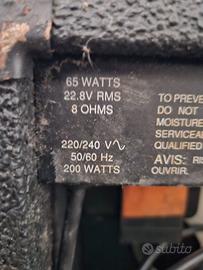 65 WATTS
22.8V RMS
8 OHMS
220/240 V
50/60 Hz
200 WATTS
TO PREVE
DO NOT
MOISTURE
SERVICEA
QUALIFIED
AVIS: RIS
OUVRIR.
subito